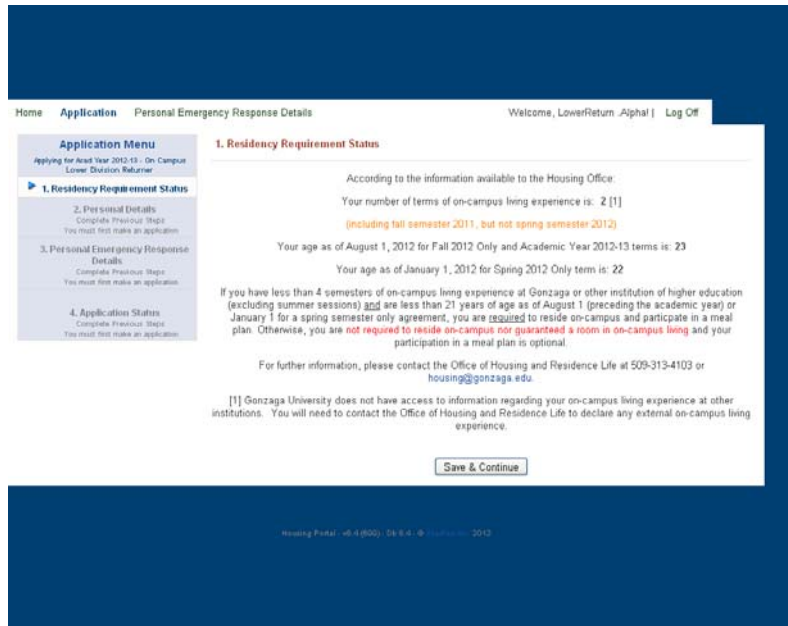 Home Application Personal Emergency Response Details Welcome, LowerReturn .Alpha! | Log Off
Application Menu
Applying for Acad Year 2012-13 - On Campus
Lower Division Returner
1. Residency Requirement Status
2. Personal Details
Complete Previous Steps
You must first make an application
3. Personal Emergency Response
Details
Complete Previous Steps
You must first make an application
4. Application Status
Complete Previous Steps
You must first make an application
1. Residency Requirement Status
According to the information available to the Housing Office:
Your number of terms of on-campus living experience is: 2 [1]
(including fall semester 2011, but not spring semester 2012)
Your age as of August 1, 2012 for Fall 2012 Only and Academic Year 2012-13 terms is: 23
Your age as of January 1, 2012 for Spring 2012 Only term is: 22
If you have less than 4 semesters of on-campus living experience at Gonzaga or other institution of higher education
(excluding summer sessions) and are less than 21 years of age as of August 1 (preceding the academic year) or
January 1 for a spring semester only agreement, you are required to reside on-campus and particpate in a meal
plan. Otherwise, you are not required to reside on-campus nor guaranteed a room in on-campus living and your
participation in a meal plan is optional.
For further information, please contact the Office of Housing and Residence Life at 509-313-4103 or
housing@gonzaga.edu.
[1] Gonzaga University does not have access to information regarding your on-campus living experience at other
institutions. You will need to contact the Office of Housing and Residence Life to declare any external on-campus living
experience.
Save & Continue
Housing Portal - v6.4 (600) - Db 6.4 - © 2012